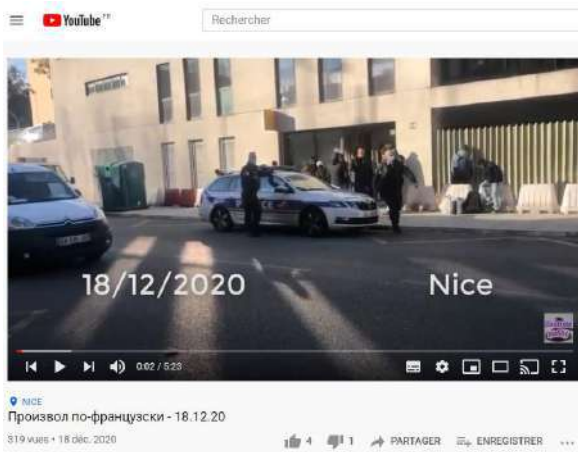 YouTube FR
Rechercher
18/12/2020 Nice
0:02 / 5:23
NICE
Произвол по-французски - 18.12.20
319 vues • 18 déc. 2020
4 1 PARTAGER ENREGISTRER ...